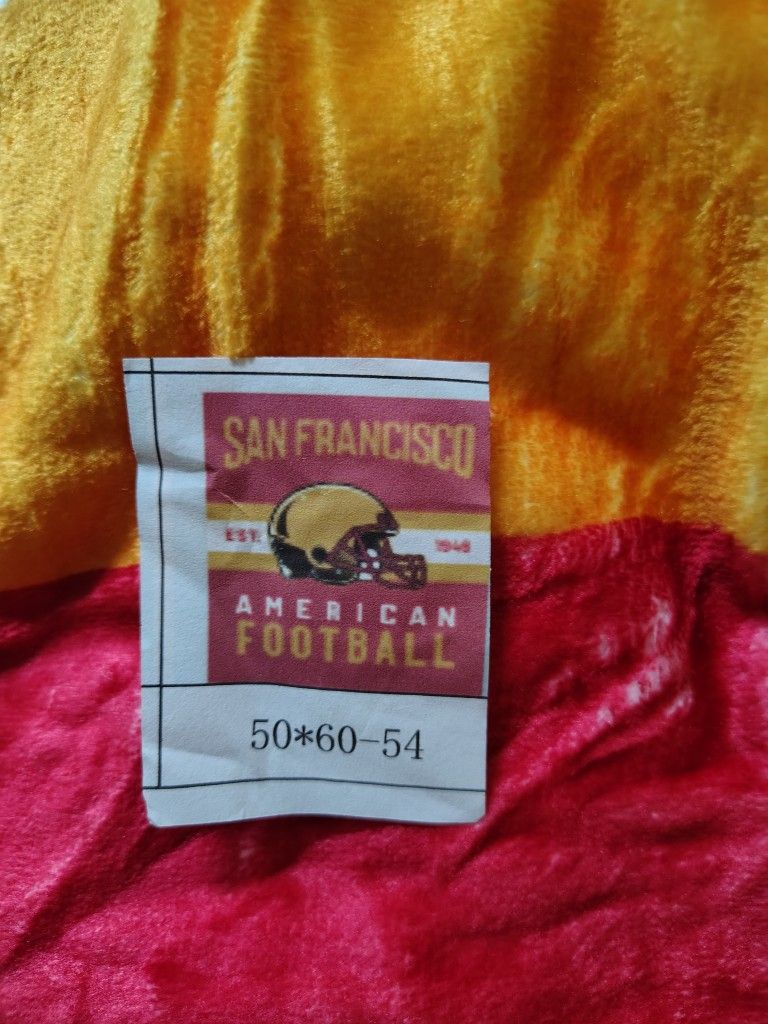 SAN FRANCISCO
EST. 1946
AMERICAN
FOOTBALL
50*60-54